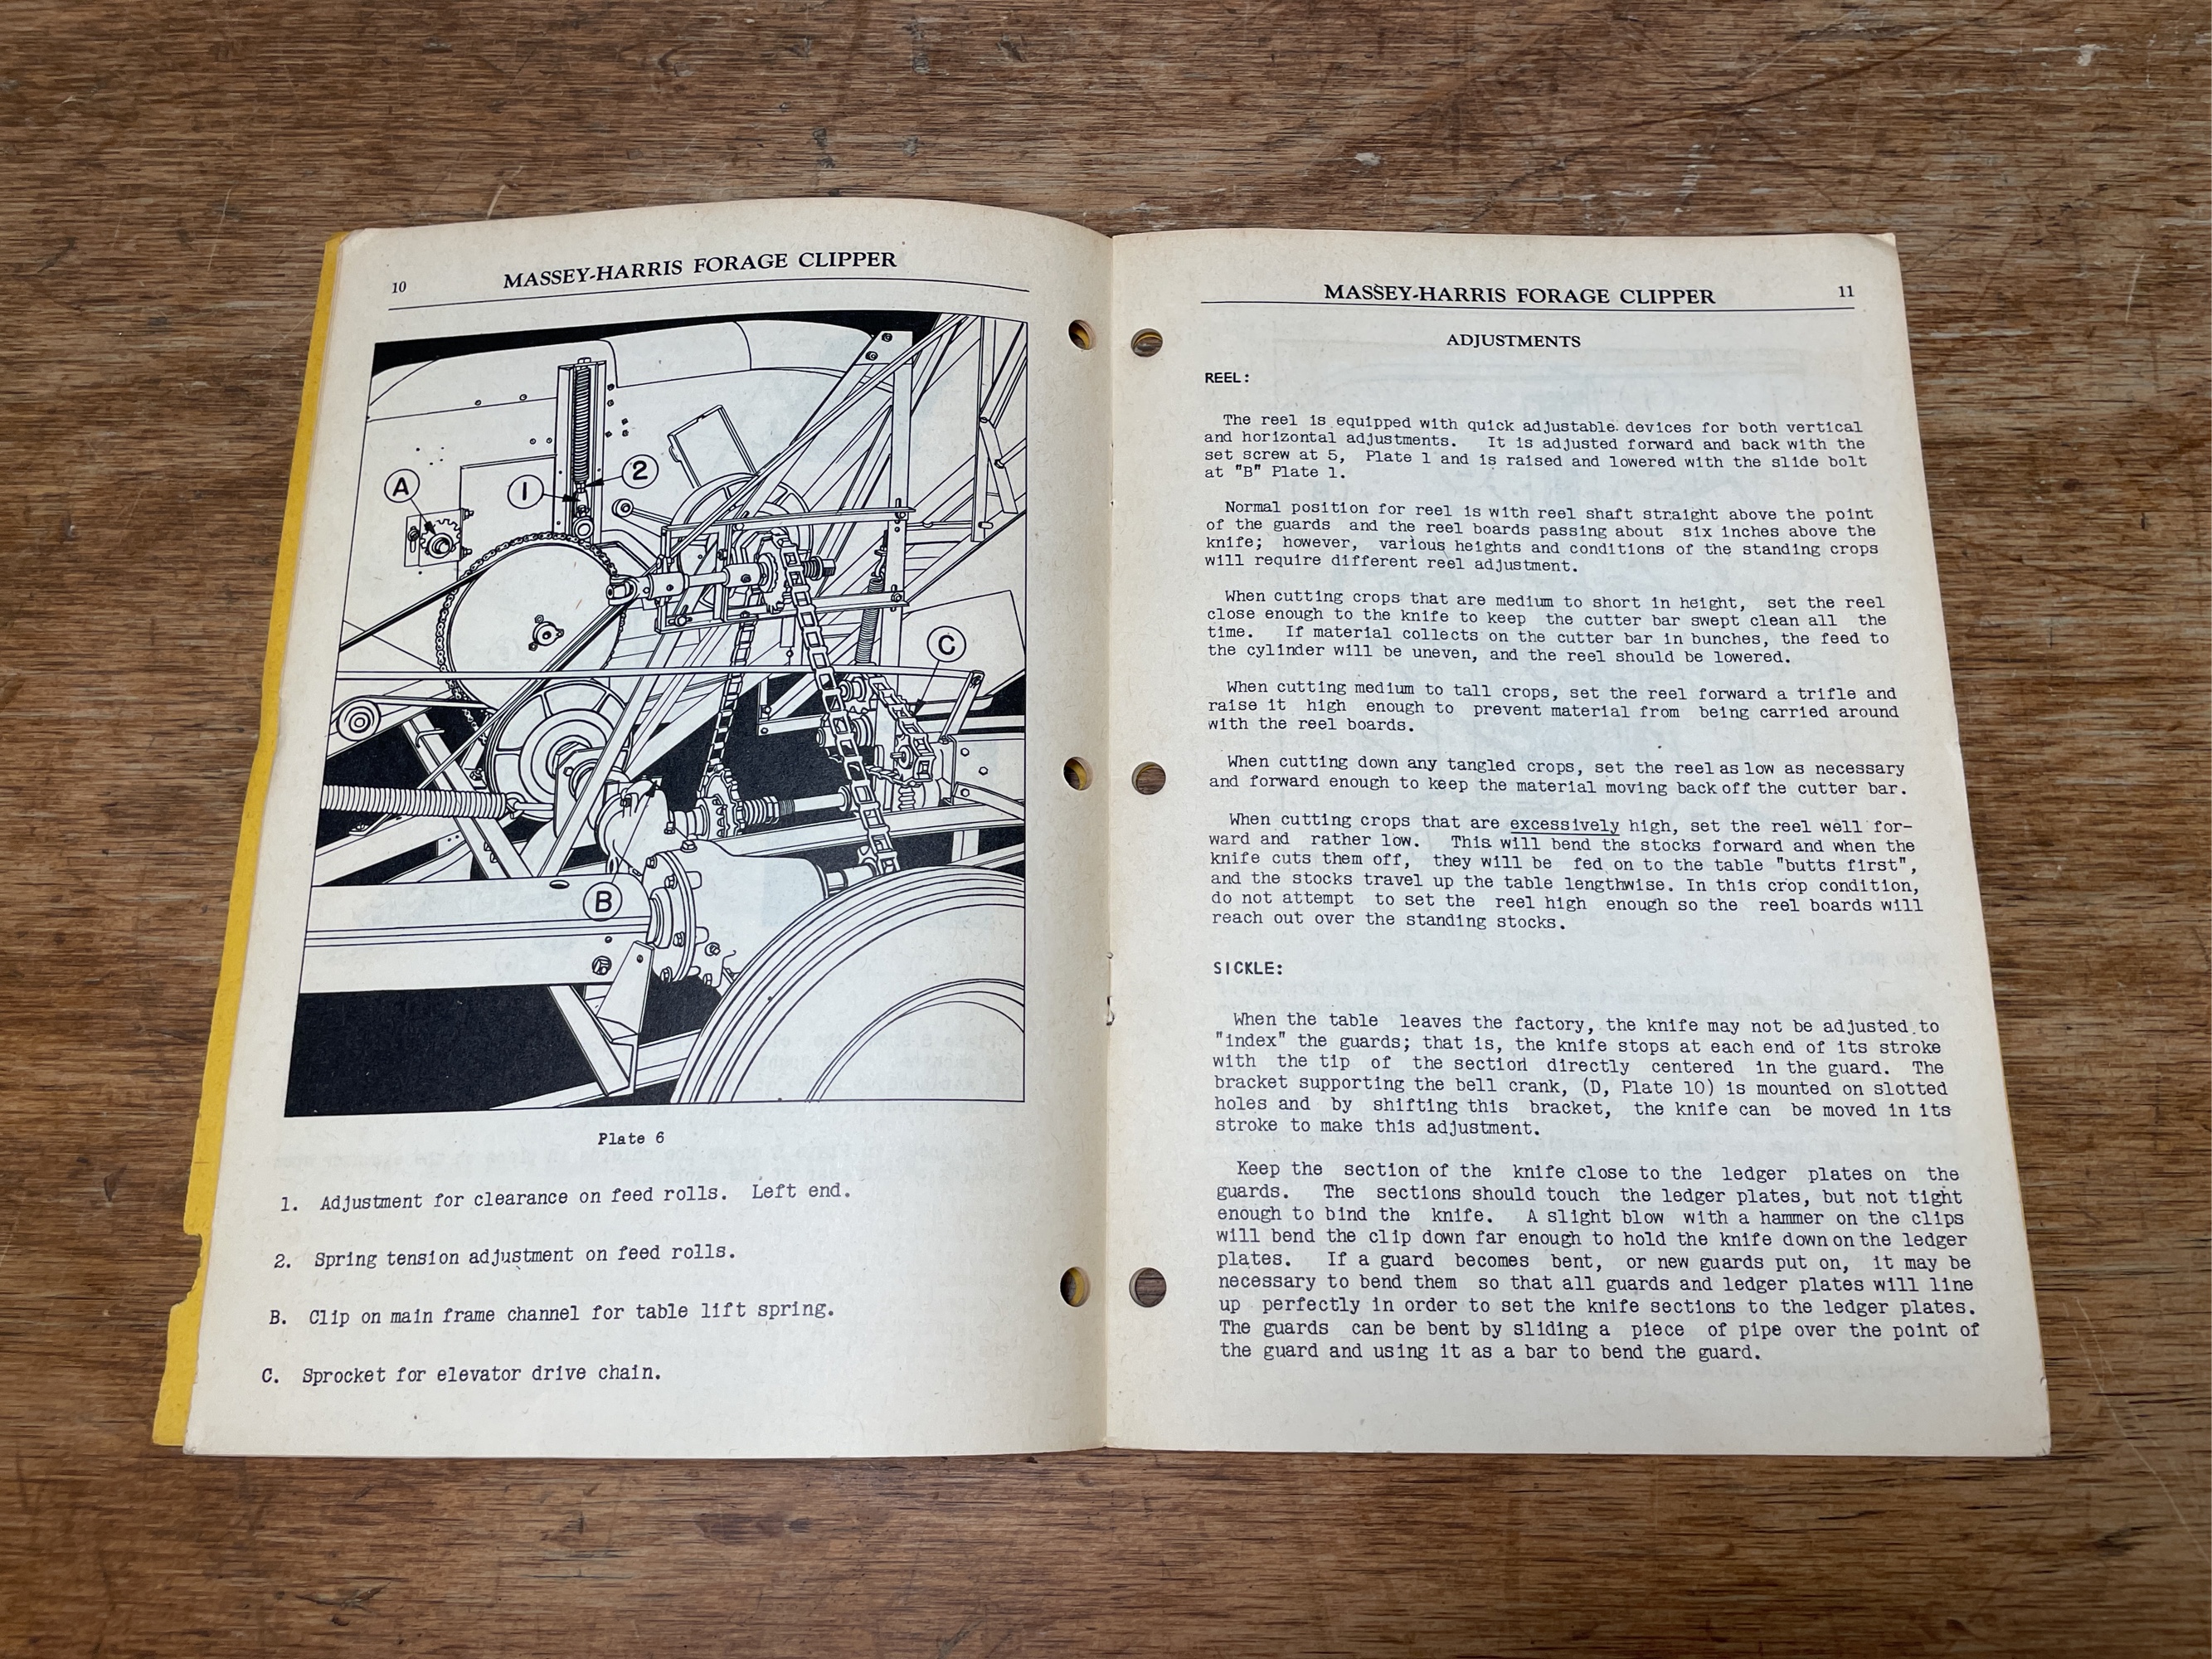 10
MASSEY-HARRIS FORAGE CLIPPER
A
1
2
C
B
Plate 6
1. Adjustment for clearance on feed rolls. Left end.
2. Spring tension adjustment on feed rolls.
B. Clip on main frame channel for table lift spring.
C. Sprocket for elevator drive chain.
MASSEY-HARRIS FORAGE CLIPPER
11
ADJUSTMENTS
REEL:
The reel is equipped with quick adjustable devices for both vertical
and horizontal adjustments. It is adjusted forward and back with the
set screw at 5, Plate 1 and is raised and lowered with the slide bolt
at "B" Plate 1.
Normal position for reel is with reel shaft straight above the point
of the guards and the reel boards passing about six inches above the
knife; however, various heights and conditions of the standing crops
will require different reel adjustment.
When cutting crops that are medium to short in height, set the reel
close enough to the knife to keep the cutter bar swept clean all the
time. If material collects on the cutter bar in bunches, the feed to
the cylinder will be uneven, and the reel should be lowered.
When cutting medium to tall crops, set the reel forward a trifle and
raise it high enough to prevent material from being carried around
with the reel boards.
When cutting down any tangled crops, set the reel as low as necessary
and forward enough to keep the material moving back off the cutter bar.
When cutting crops that are excessively high, set the reel well for-
ward and rather low. This will bend the stocks forward and when the
knife cuts them off, they will be fed on to the table "butts first",
and the stocks travel up the table lengthwise. In this crop condition,
do not attempt to set the reel high enough so the reel boards will
reach out over the standing stocks.
SICKLE:
When the table leaves the factory, the knife may not be adjusted to
"index" the guards; that is, the knife stops at each end of its stroke
with the tip of the section directly centered in the guard. The
bracket supporting the bell crank, (D, Plate 10) is mounted on slotted
holes and by shifting this bracket, the knife can be moved in its
stroke to make this adjustment.
Keep the section of the knife close to the ledger plates on the
guards. The sections should touch the ledger plates, but not tight
enough to bind the knife. A slight blow with a hammer on the clips
will bend the clip down far enough to hold the knife down on the ledger
plates. If a guard becomes bent, or new guards put on, it may be
necessary to bend them so that all guards and ledger plates will line
up perfectly in order to set the knife sections to the ledger plates.
The guards can be bent by sliding a piece of pipe over the point of
the guard and using it as a bar to bend the guard.